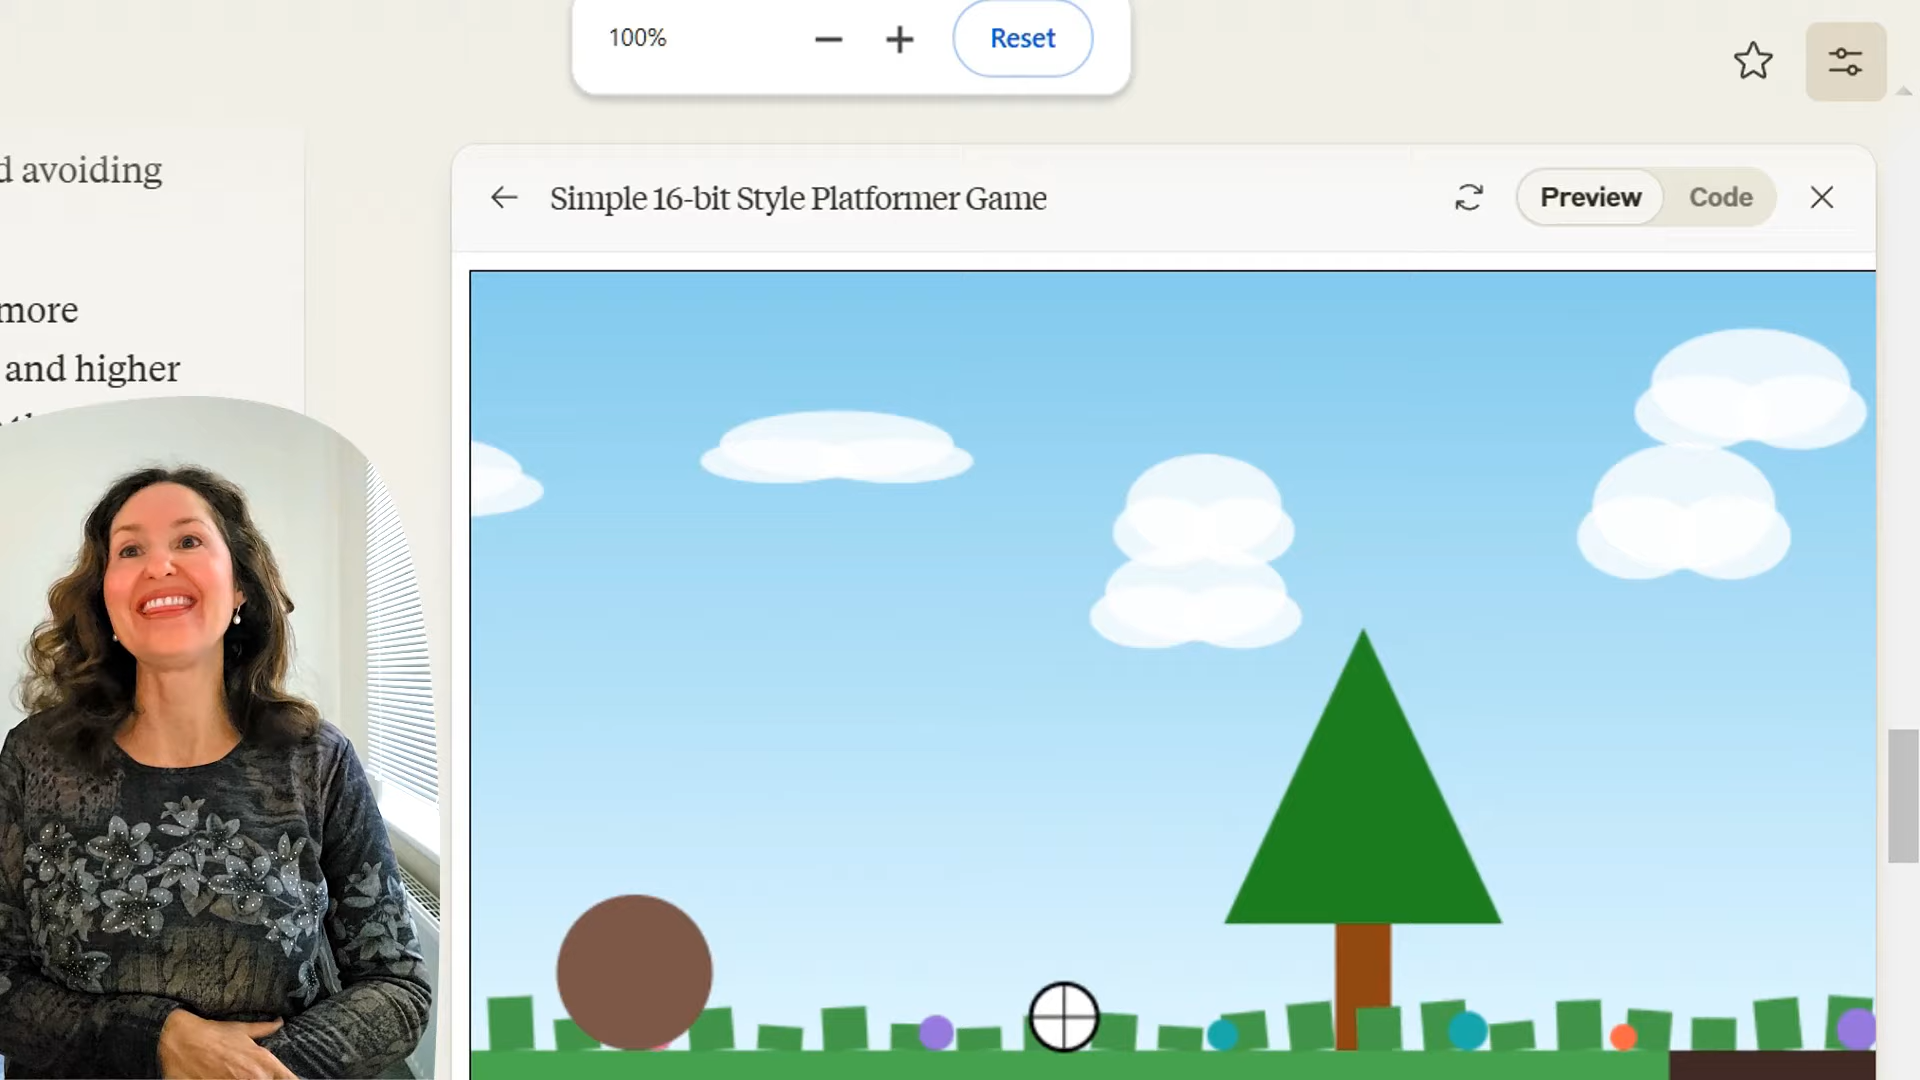 100%
Reset
d avoiding
Simple 16-bit Style Platformer Game
Preview
Code
more
and higher